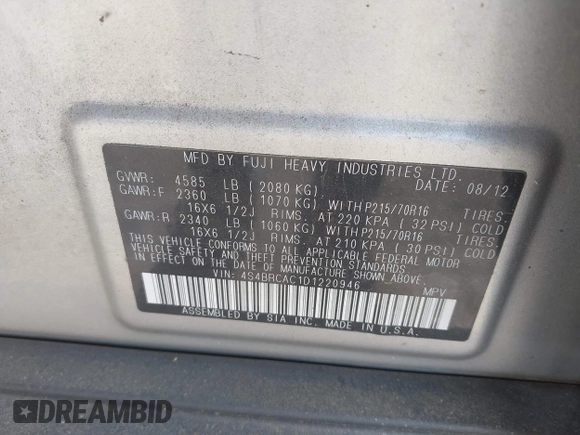 MFD BY FUJI HEAVY INDUSTRIES LTD.
DATE: 08/12
GVWR: 4585 LB (2080 KG)
GAWR:F 2360 LB (1070 KG) WITH P215/70R16 TIRES.
16X6 1/2J RIMS. AT 220 KPA (32 PSI) COLD
GAWR:R 2340 LB (1060 KG) WITH P215/70R16 TIRES.
16X6 1/2J RIMS. AT 210 KPA (30 PSI) COLD
THIS VEHICLE CONFORMS TO ALL APPLICABLE FEDERAL MOTOR
VEHICLE SAFETY AND THEFT PREVENTION STANDARDS
IN EFFECT ON THE DATE OF MANUFACTURE SHOWN ABOVE.
VIN: 4S4BRCAC1D1220946 MPV
ASSEMBLED BY SIA INC. MADE IN U.S.A.
DREAMBID